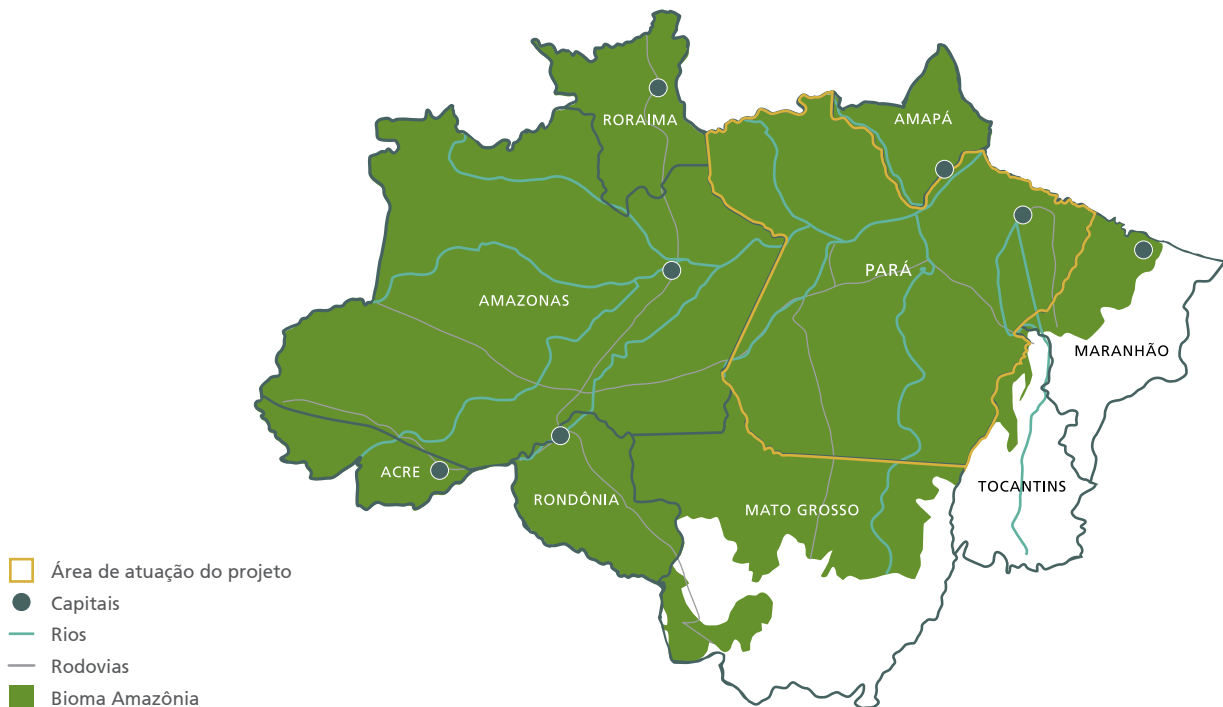 RORAIMA
AMAPÁ
PARÁ
AMAZONAS
MARANHÃO
ACRE
RONDÔNIA
MATO GROSSO
TOCANTINS
Área de atuação do projeto
Capitais
Rios
Rodovias
Bioma Amazônia